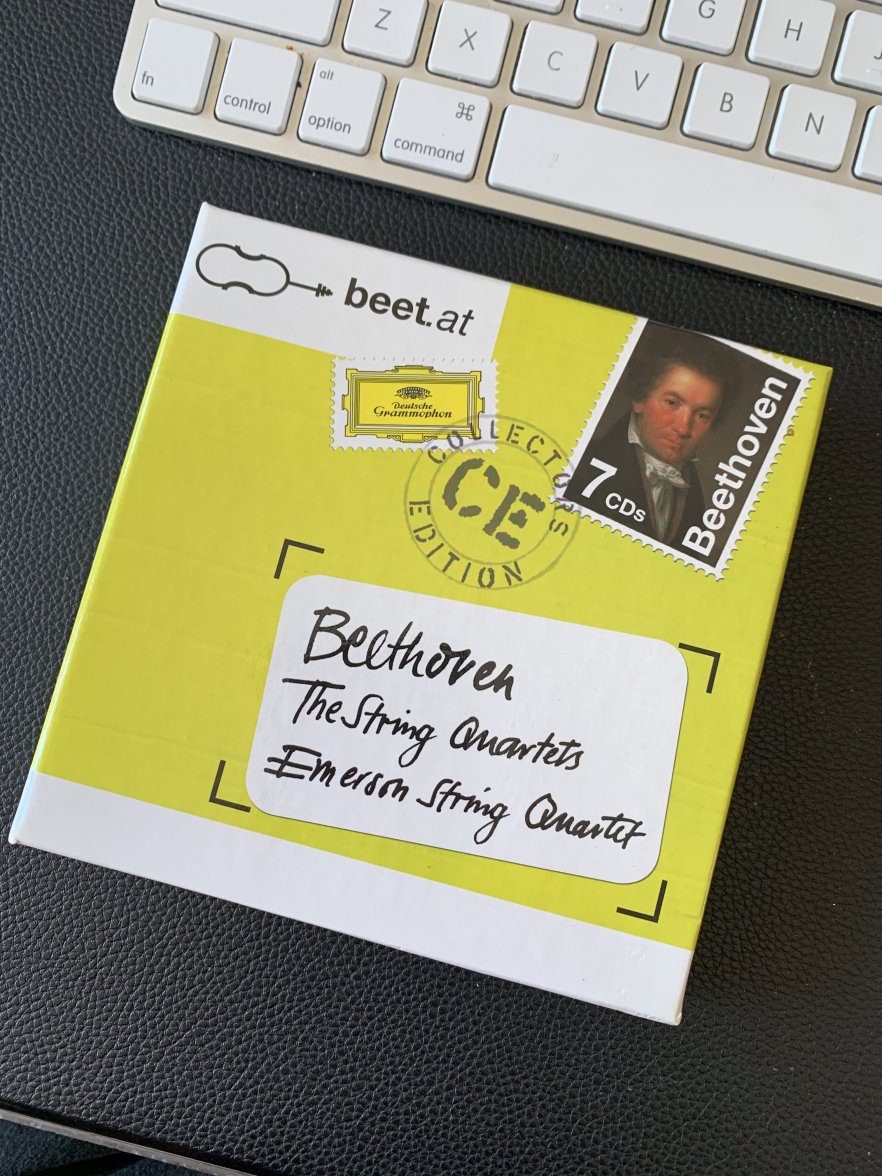 Z X C V B G H N J
fn control alt option ⌘ command
beet.at
Deutsche
Grammophon
COLLECTORS
CE
EDITION
7 CDs
Beethoven
Beethoven
The String Quartets
Emerson String Quartet